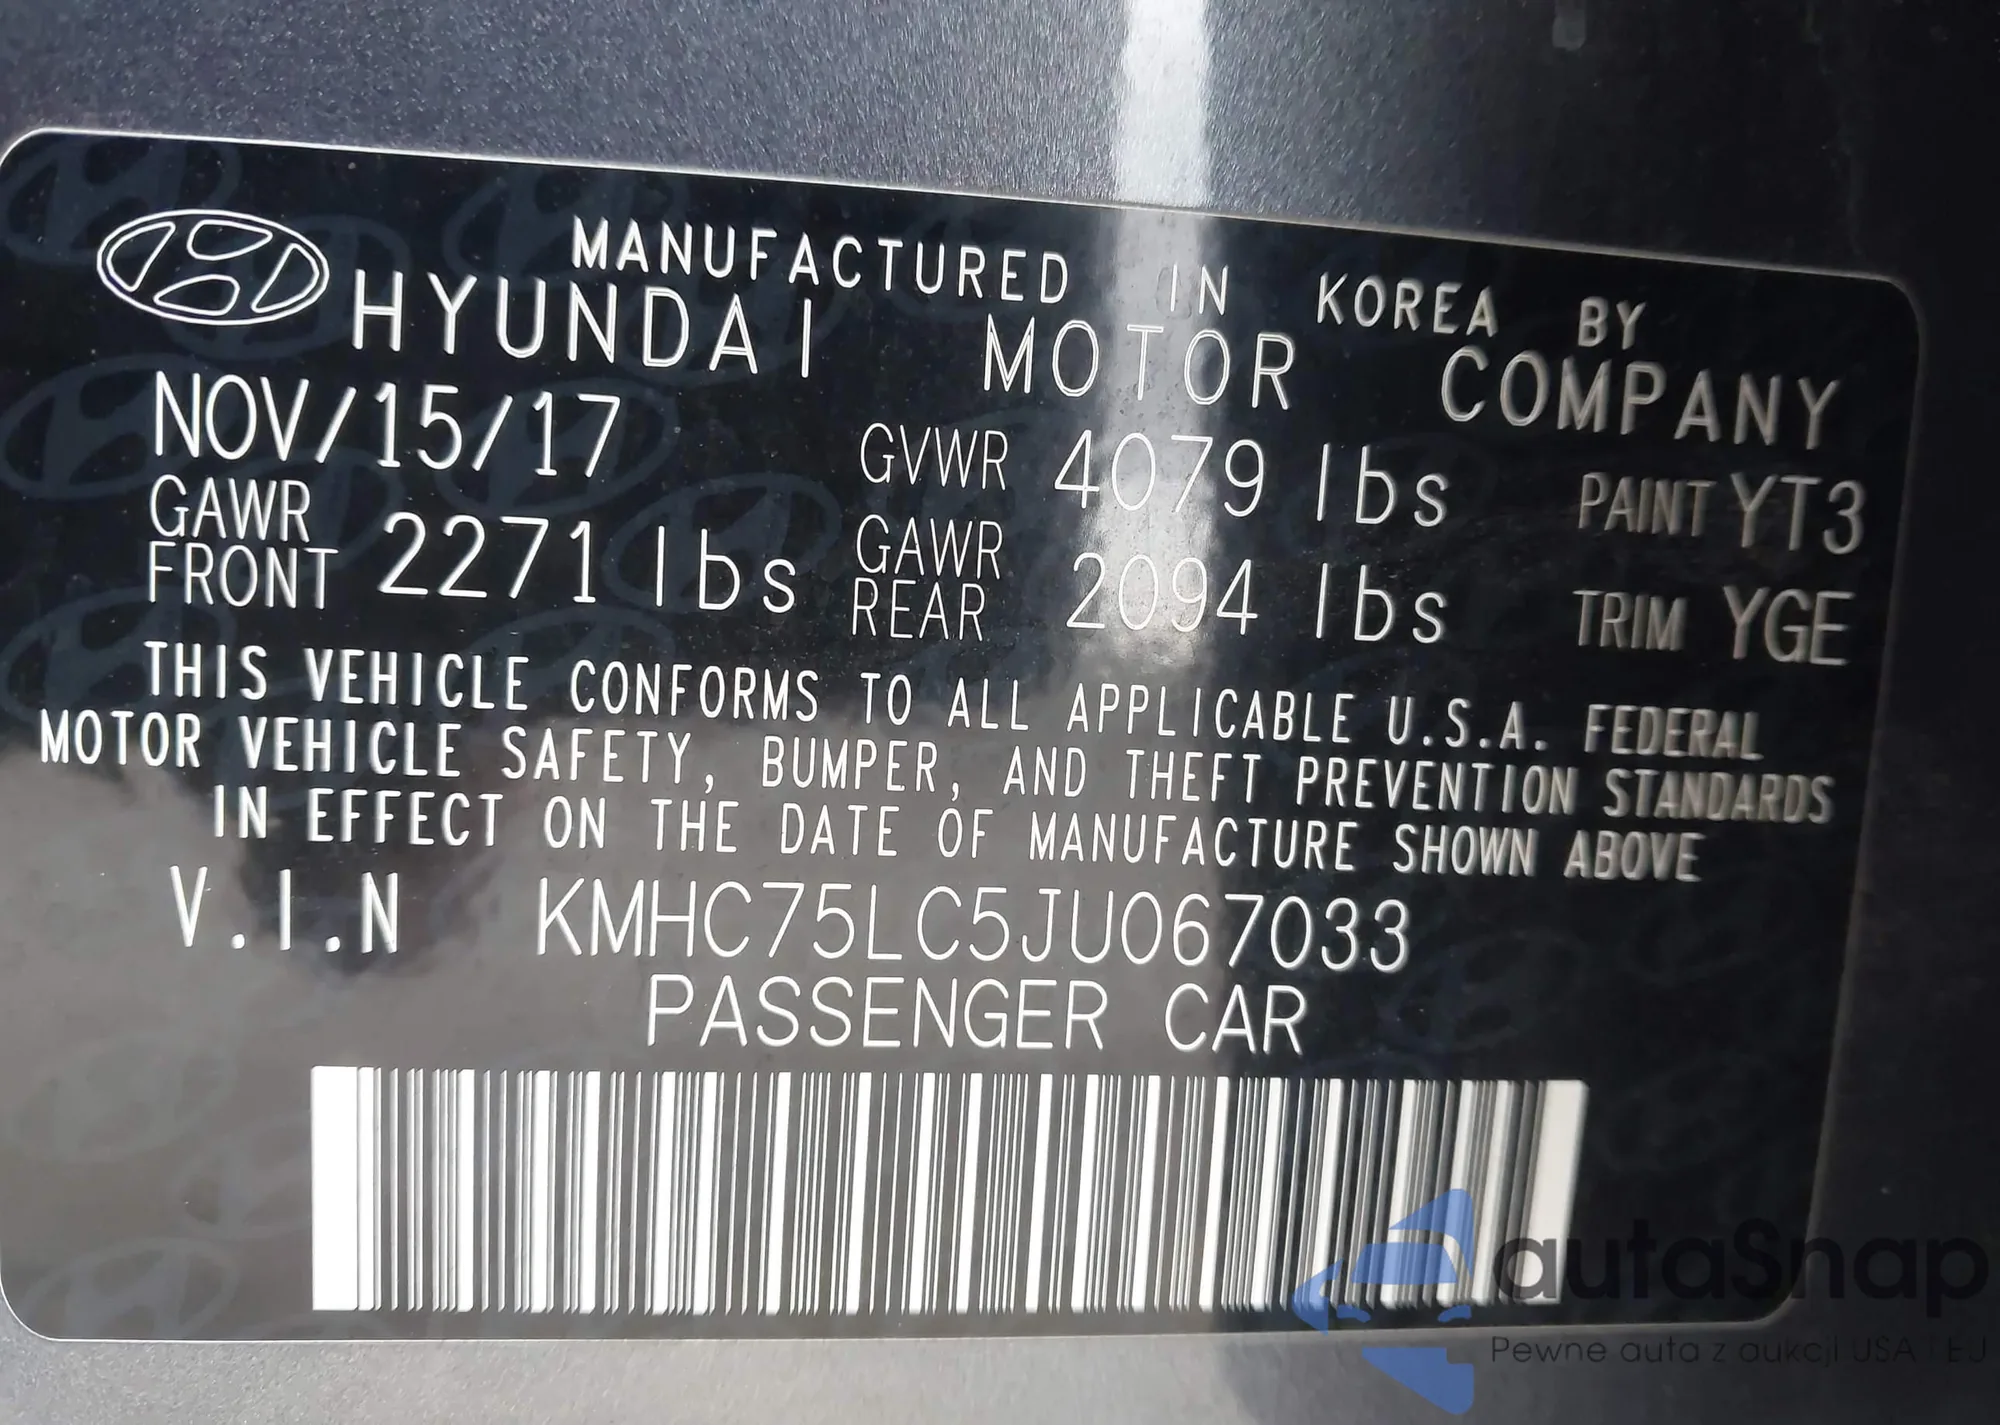 MANUFACTURED IN KOREA BY
HYUNDAI MOTOR COMPANY
NOV/15/17 GVWR 4079 lbs PAINT YT3
GAWR FRONT 2271 lbs GAWR REAR 2094 lbs TRIM YGE
THIS VEHICLE CONFORMS TO ALL APPLICABLE U.S.A. FEDERAL
MOTOR VEHICLE SAFETY, BUMPER, AND THEFT PREVENTION STANDARDS
IN EFFECT ON THE DATE OF MANUFACTURE SHOWN ABOVE
V.I.N KMHC75LC5JU067033
PASSENGER CAR
autaSnap
Pewne auta z aukcji USA i EU